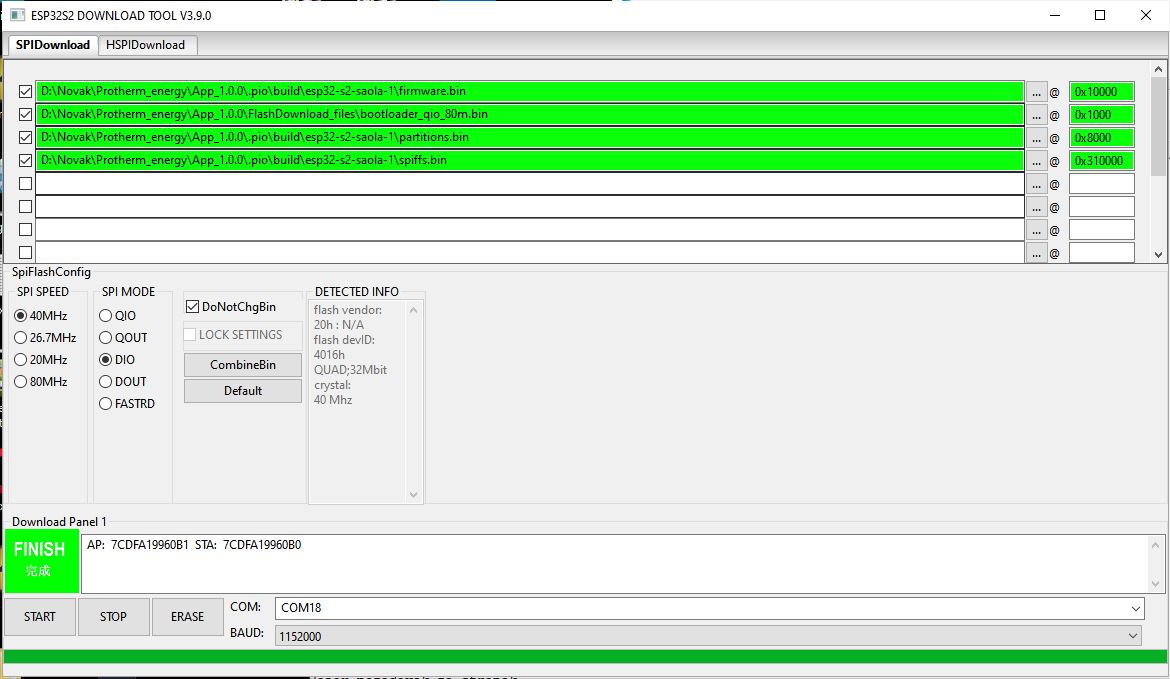 ESP32S2 DOWNLOAD TOOL V3.9.0
SPIDownload HSPIDownload
D:\Novak\Protherm_energy\App_1.0.0\.pio\build\esp32-s2-saola-1\firmware.bin ... @ 0x10000
D:\Novak\Protherm_energy\App_1.0.0\FlashDownload_files\bootloader_qio_80m.bin ... @ 0x1000
D:\Novak\Protherm_energy\App_1.0.0\.pio\build\esp32-s2-saola-1\partitions.bin ... @ 0x8000
D:\Novak\Protherm_energy\App_1.0.0\.pio\build\esp32-s2-saola-1\spiffs.bin ... @ 0x310000
... @
... @
... @
... @
SpiFlashConfig
SPI SPEED
40MHz
26.7MHz
20MHz
80MHz
SPI MODE
QIO
QOUT
DIO
DOUT
FASTRD
DoNotChgBin
LOCK SETTINGS
CombineBin
Default
DETECTED INFO
flash vendor:
20h : N/A
flash devID:
4016h
QUAD;32Mbit
crystal:
40 Mhz
Download Panel 1
FINISH
完成
AP: 7CDFA19960B1 STA: 7CDFA19960B0
START STOP ERASE
COM: COM18
BAUD: 1152000